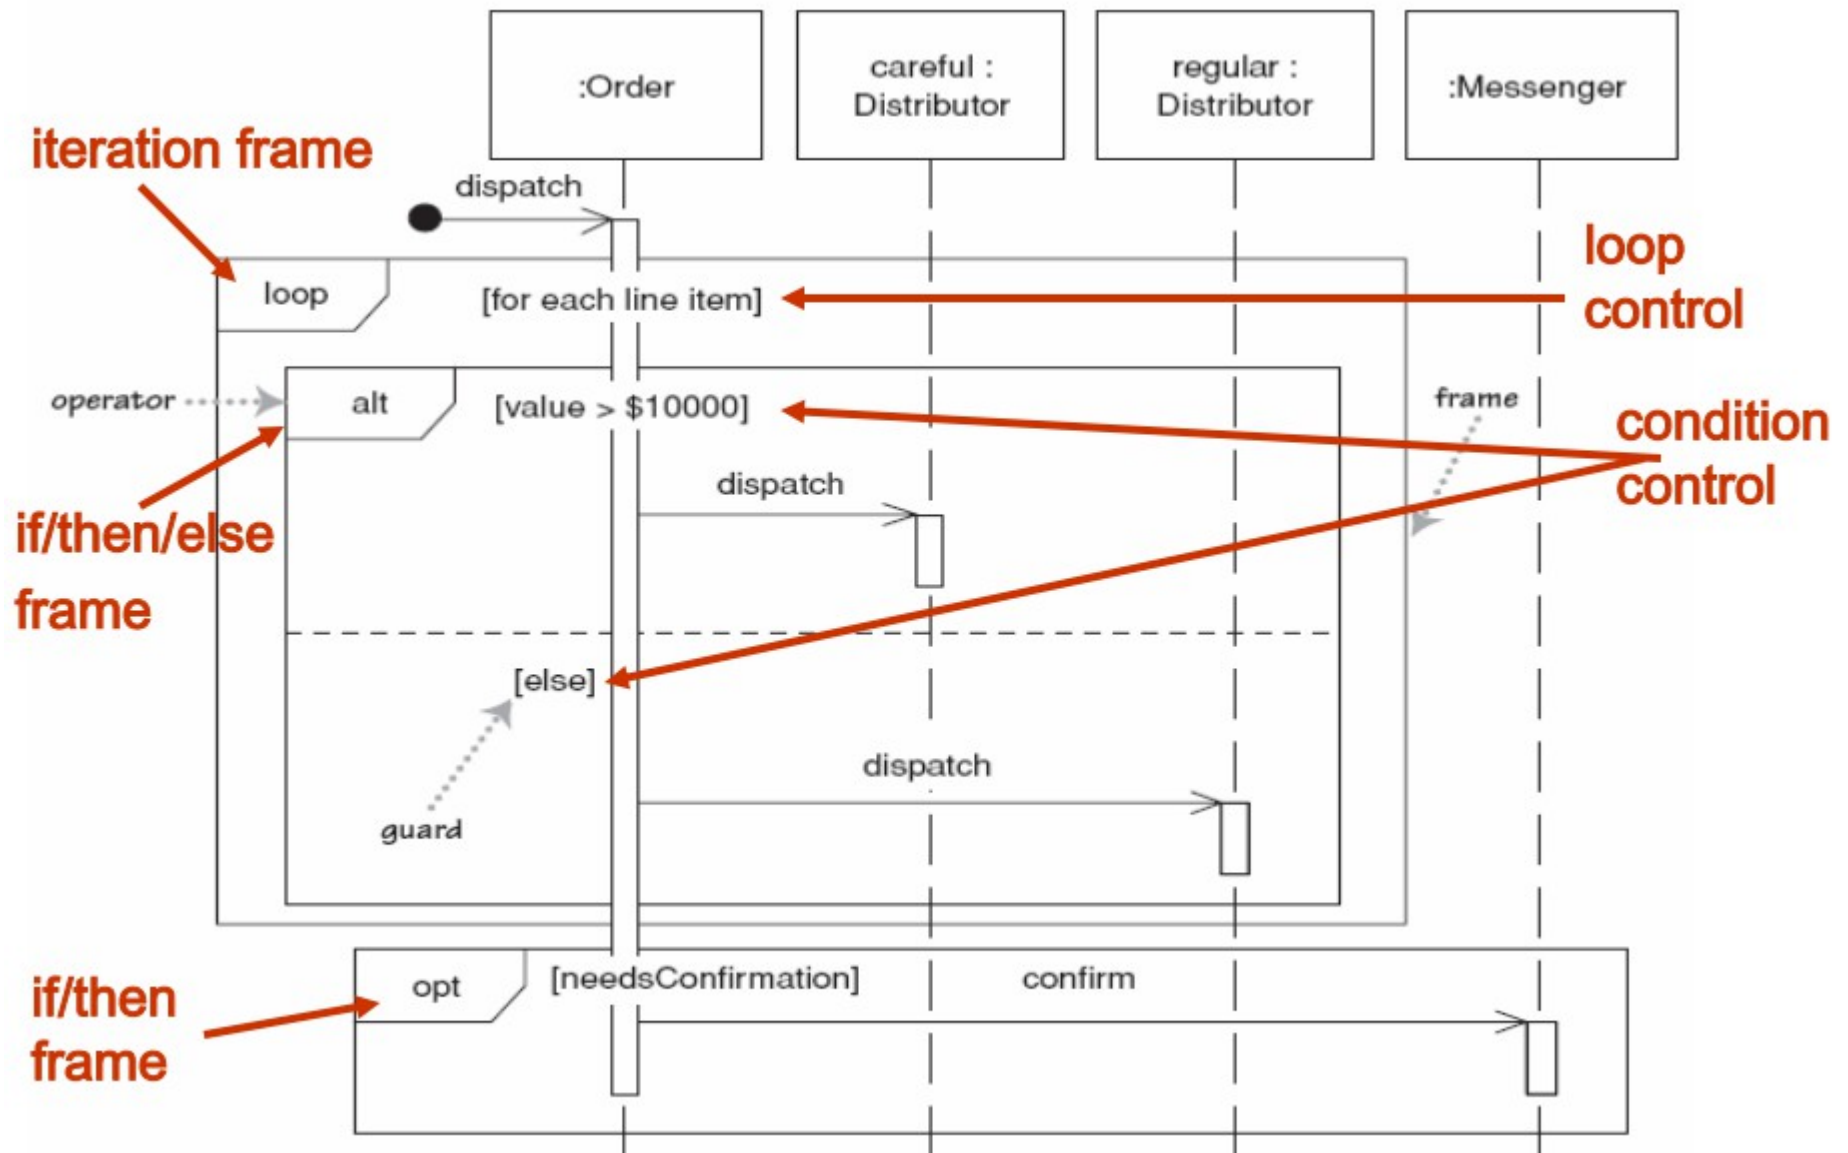 :Order
careful :
Distributor
regular :
Distributor
:Messenger
iteration frame
dispatch
loop
control
loop
[for each line item]
operator
alt
[value > $10000]
frame
condition
control
dispatch
if/then/else
frame
[else]
dispatch
guard
if/then
frame
opt
[needsConfirmation]
confirm